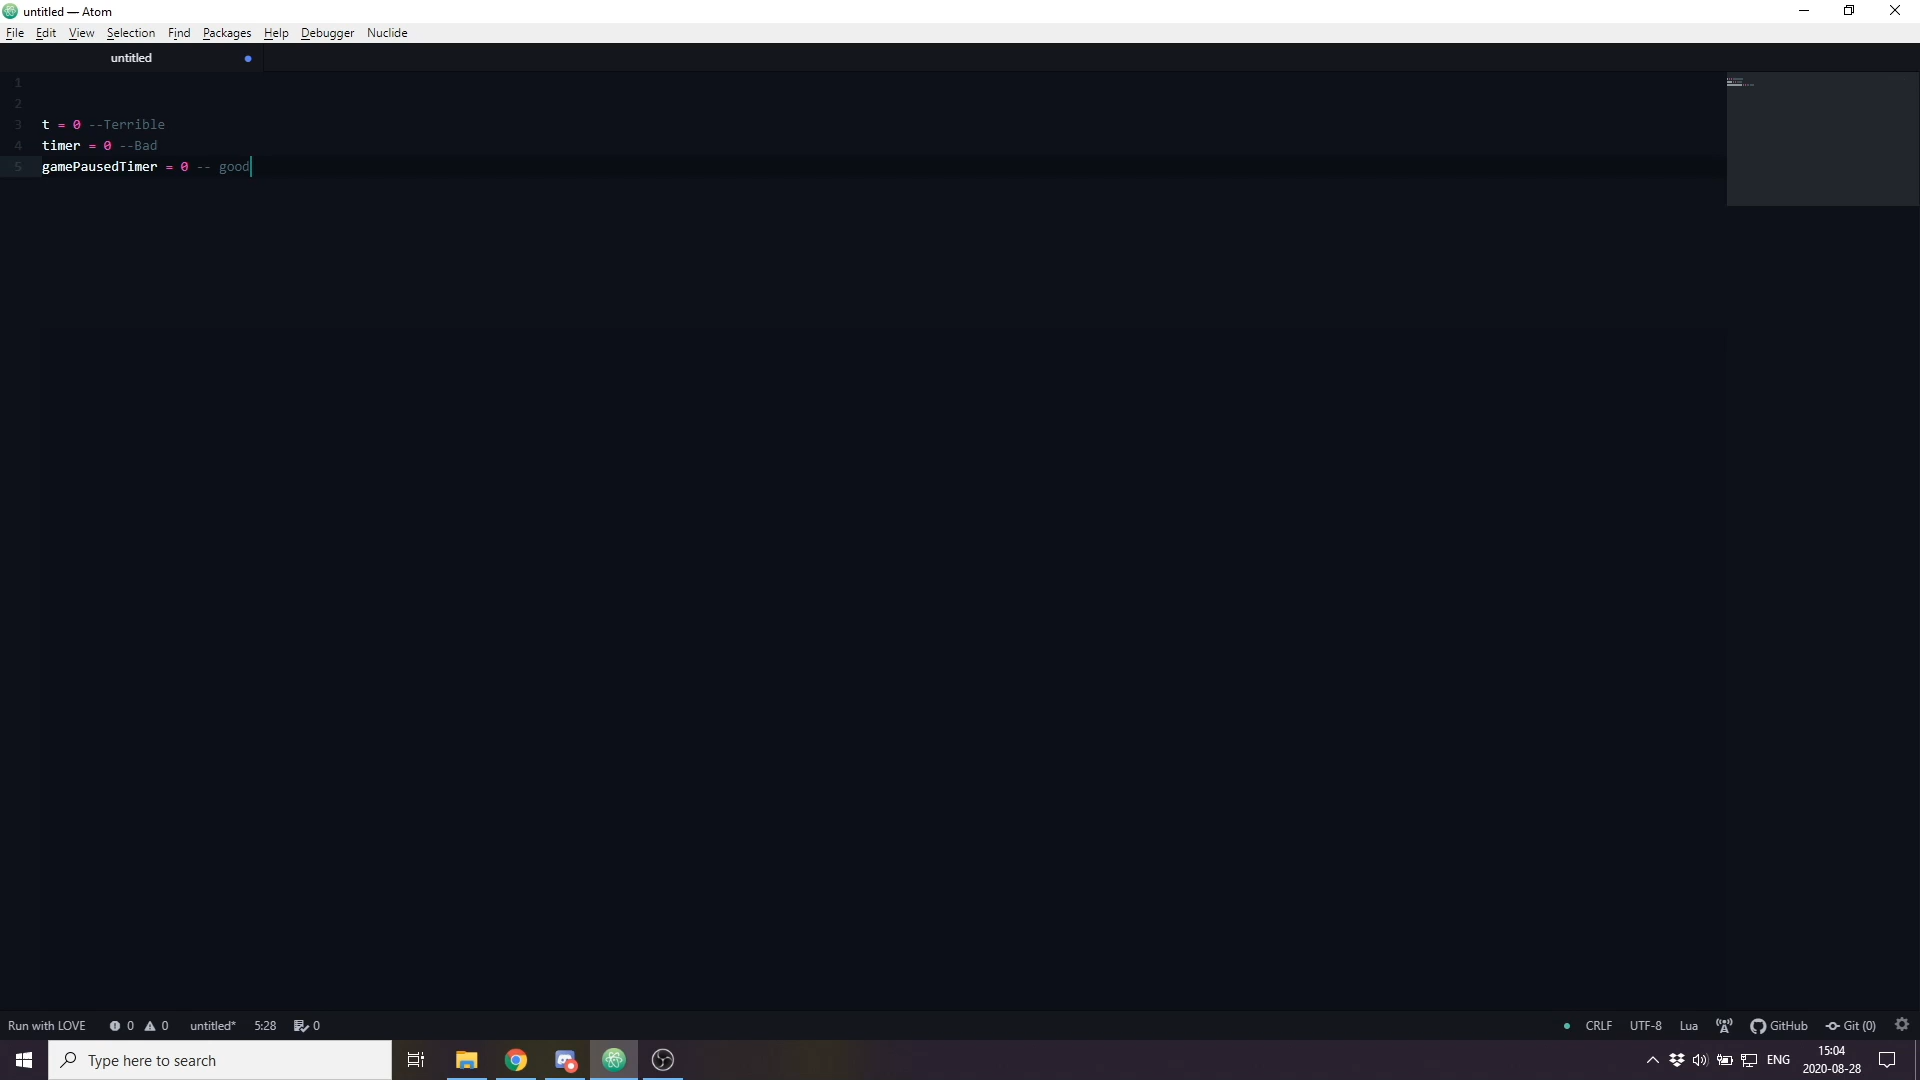 untitled — Atom
File Edit View Selection Find Packages Help Debugger Nuclide
untitled
1
2
3 t = 0 --Terrible
4 timer = 0 --Bad
5 gamePausedTimer = 0 -- good
Run with LOVE 0 0 untitled* 5:28 0 CRLF UTF-8 Lua GitHub Git (0)
Type here to search ENG 15:04
2020-08-28